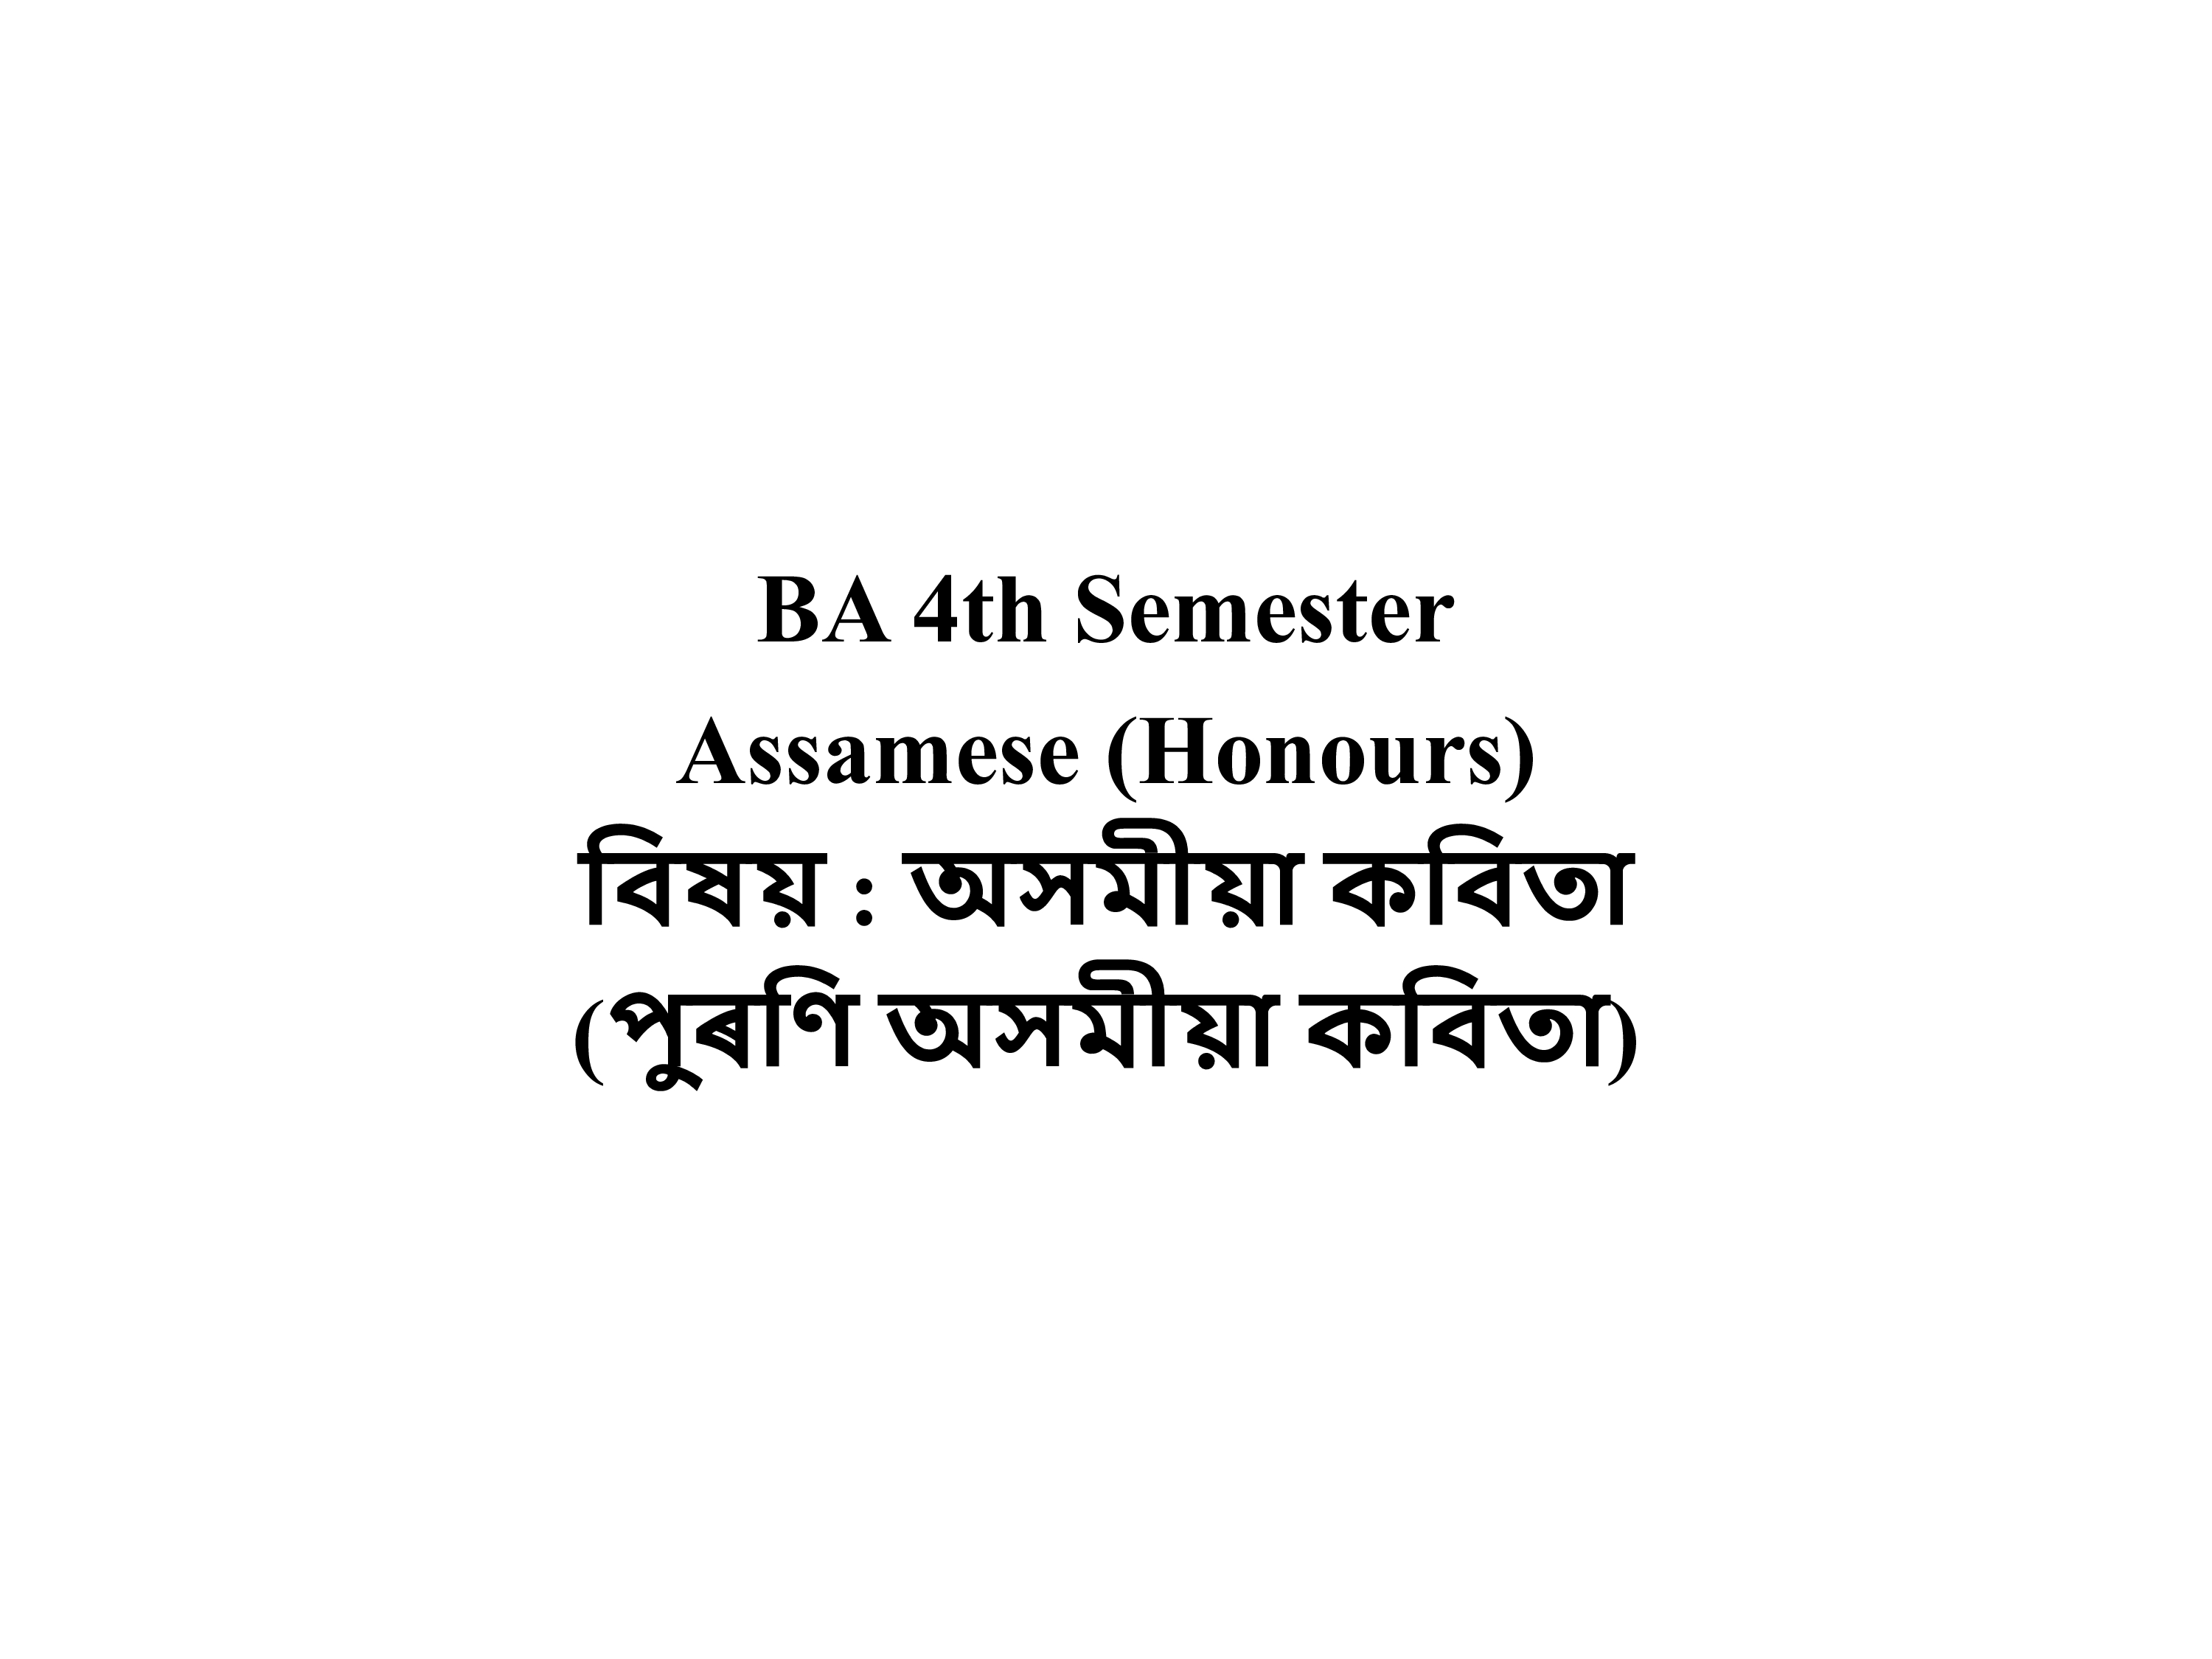 BA 4th Semester
Assamese (Honours)
বিষয় : অসমীয়া কবিতা
(পুৰণি অসমীয়া কবিতা)